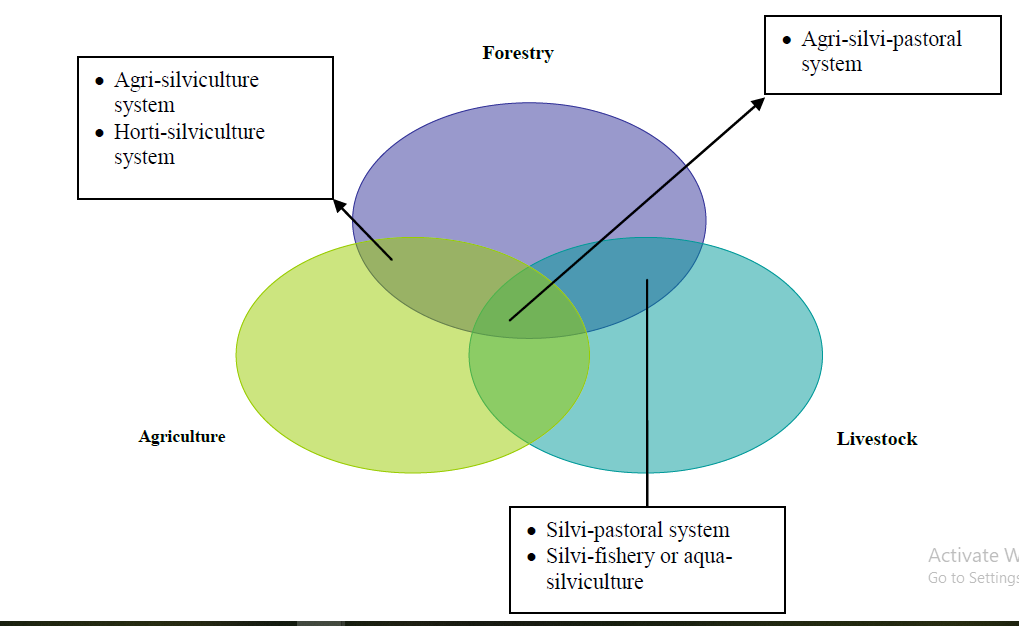 Forestry
• Agri-silvi-pastoral
system
• Agri-silviculture
system
• Horti-silviculture
system
Agriculture
Livestock
• Silvi-pastoral system
• Silvi-fishery or aqua-
silviculture
Activate W
Go to Settings